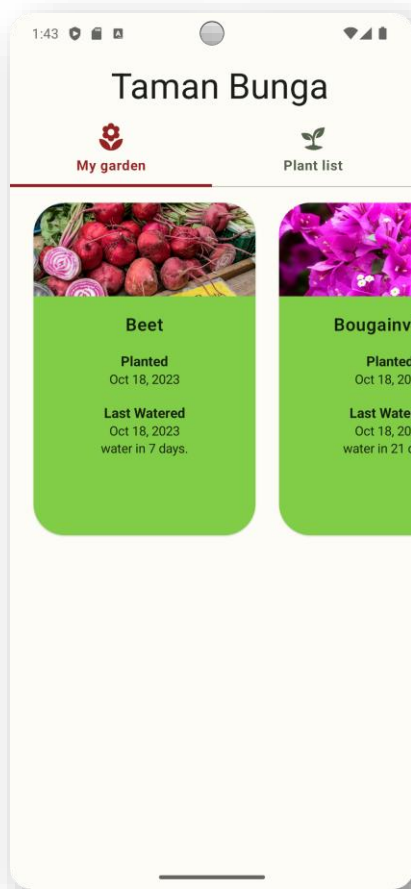 1:43
Taman Bunga
My garden
Plant list
Beet
Planted
Oct 18, 2023
Last Watered
Oct 18, 2023
water in 7 days.
Bougainv
Planted
Oct 18, 20
Last Wate
Oct 18, 20
water in 21